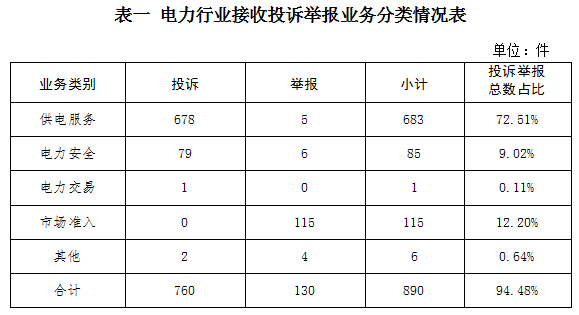 表一 电力行业接收投诉举报业务分类情况表
单位：件
业务类别 投诉 举报 小计 投诉举报
总数占比
供电服务 678 5 683 72.51%
电力安全 79 6 85 9.02%
电力交易 1 0 1 0.11%
市场准入 0 115 115 12.20%
其他 2 4 6 0.64%
合计 760 130 890 94.48%